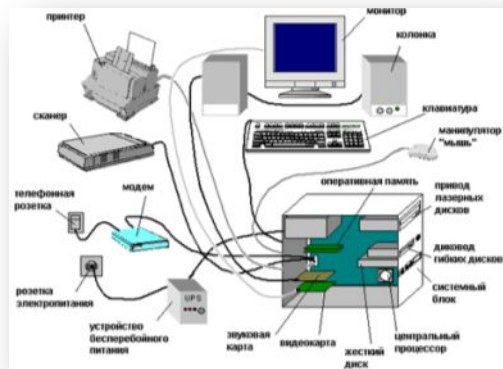 принтер
монитор
колонка
сканер
клавиатура
манипулятор
"мышь"
телефонная
розетка
модем
оперативная память
привод
лазерных
дисков
дисковод
гибких дисков
системный
блок
розетка
электропитания
UPS
устройство
бесперебойного
питания
звуковая
карта
видеокарта
жесткий
диск
центральный
процессор